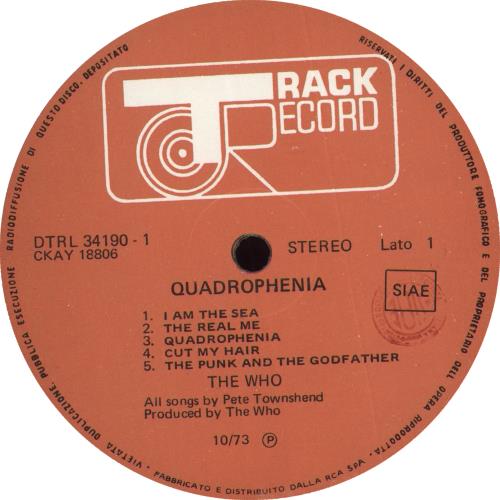 TRACK
RECORD
DTRL 34190 - 1
CKAY 18806
STEREO Lato 1
SIAE
QUADROPHENIA
1. I AM THE SEA
2. THE REAL ME
3. QUADROPHENIA
4. CUT MY HAIR
5. THE PUNK AND THE GODFATHER
THE WHO
All songs by Pete Townshend
Produced by The Who
10/73 Ⓟ
RISERVATI I DIRITTI DEL PRODUTTORE FONOGRAFICO E DEL PROPRIETARIO DELL'OPERA RIPRODOTTA. - VIETATA DUPLICAZIONE, PUBBLICA ESECUZIONE RADIODIFFUSIONE DI QUESTO DISCO. DEPOSITATO
- FABBRICATO E DISTRIBUITO DALLA RCA SPA -